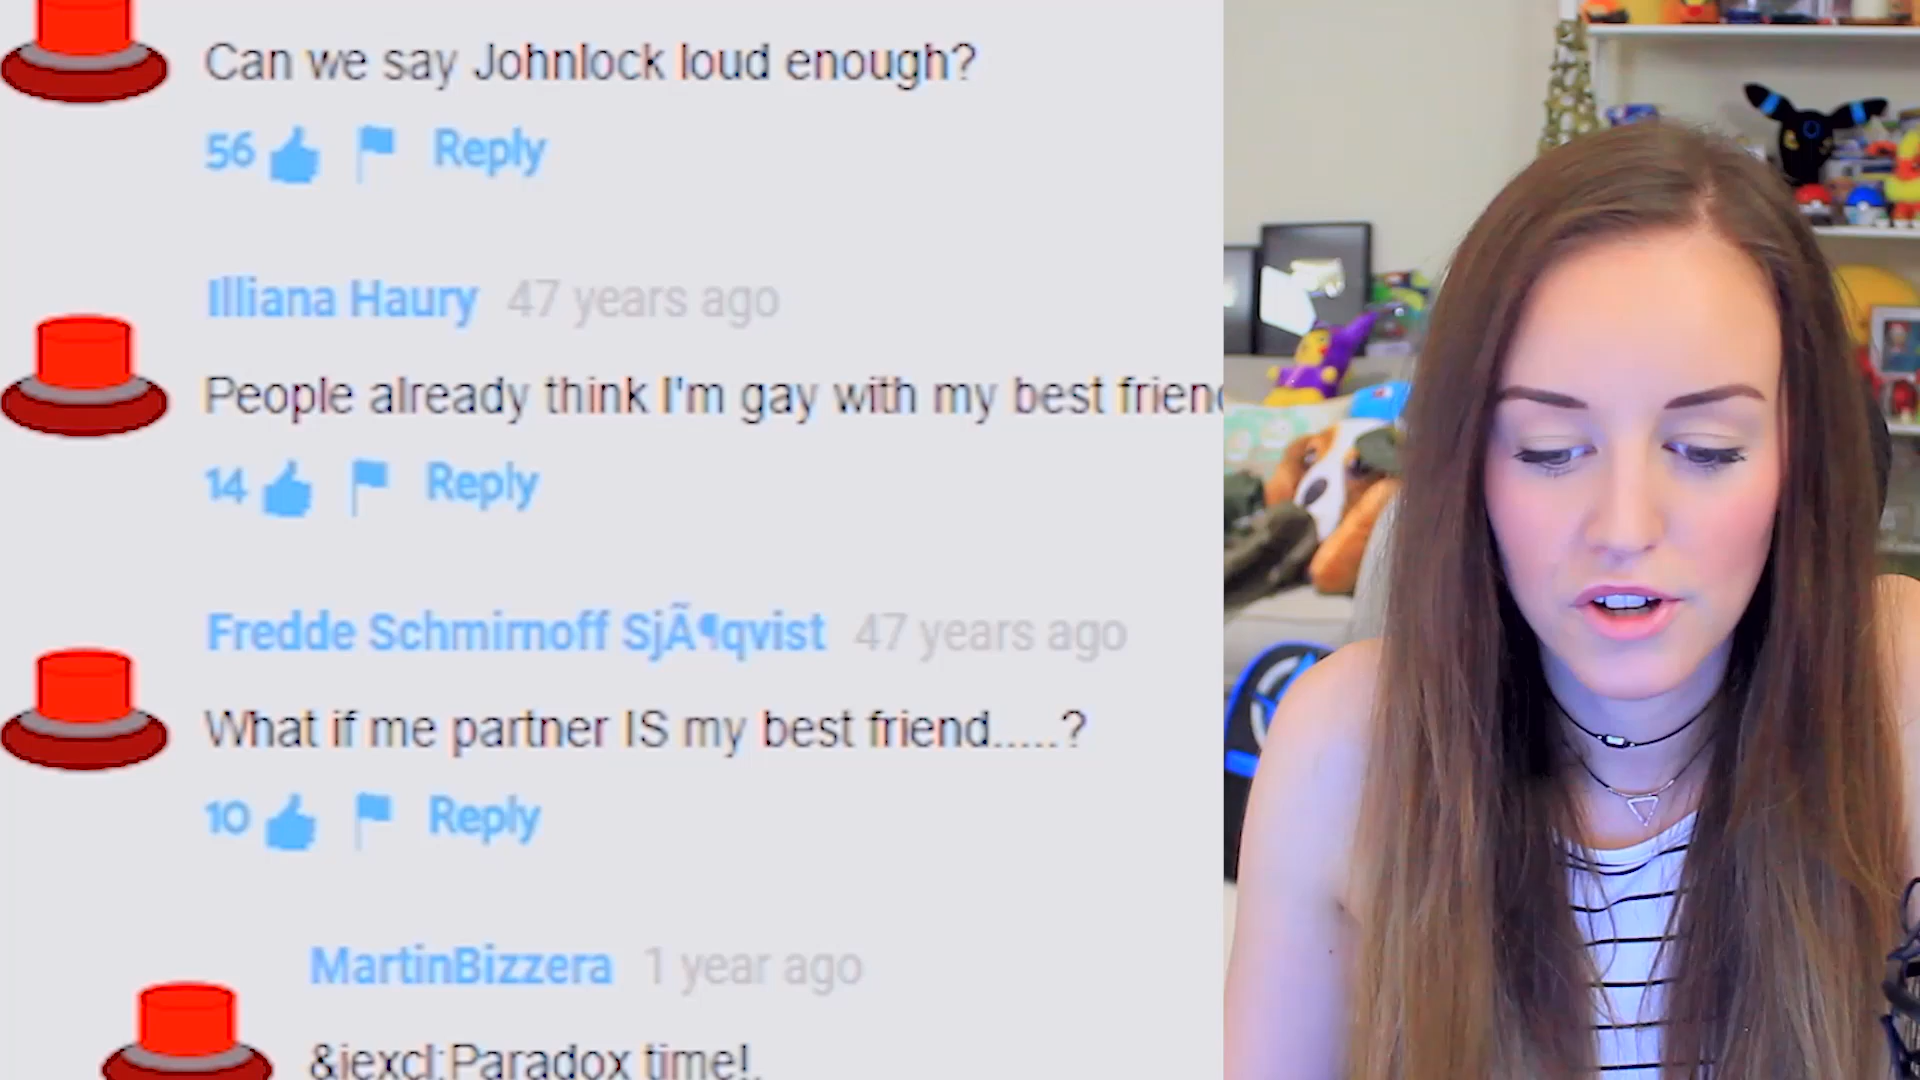 Can we say Johnlock loud enough?
56 Reply
Illiana Haury 47 years ago
People already think I'm gay with my best frien
14 Reply
Fredde Schmirnoff SjÃ¶qvist 47 years ago
What if me partner IS my best friend.....?
10 Reply
MartinBizzera 1 year ago
&iexcl;Paradox time!.